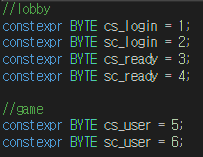 //lobby
constexpr BYTE cs_login = 1;
constexpr BYTE sc_login = 2;
constexpr BYTE cs_ready = 3;
constexpr BYTE sc_ready = 4;

//game
constexpr BYTE cs_user = 5;
constexpr BYTE sc_user = 6;